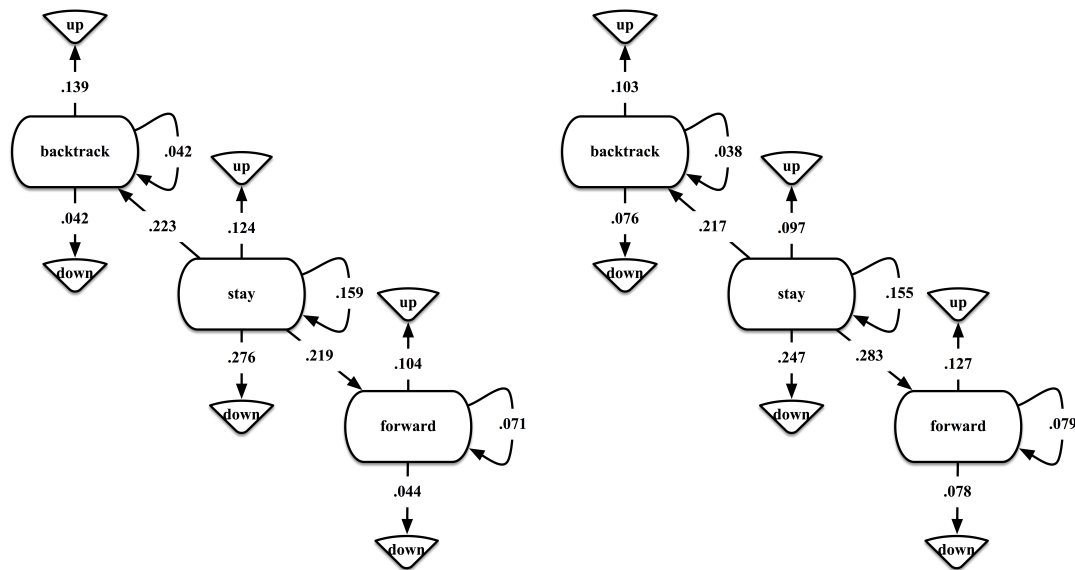 up
.139
backtrack
.042
.042
down
.223
up
.124
stay
.159
.276
down
.219
up
.104
forward
.071
.044
down
up
.103
backtrack
.038
.076
down
.217
up
.097
stay
.155
.247
down
.283
up
.127
forward
.079
.078
down